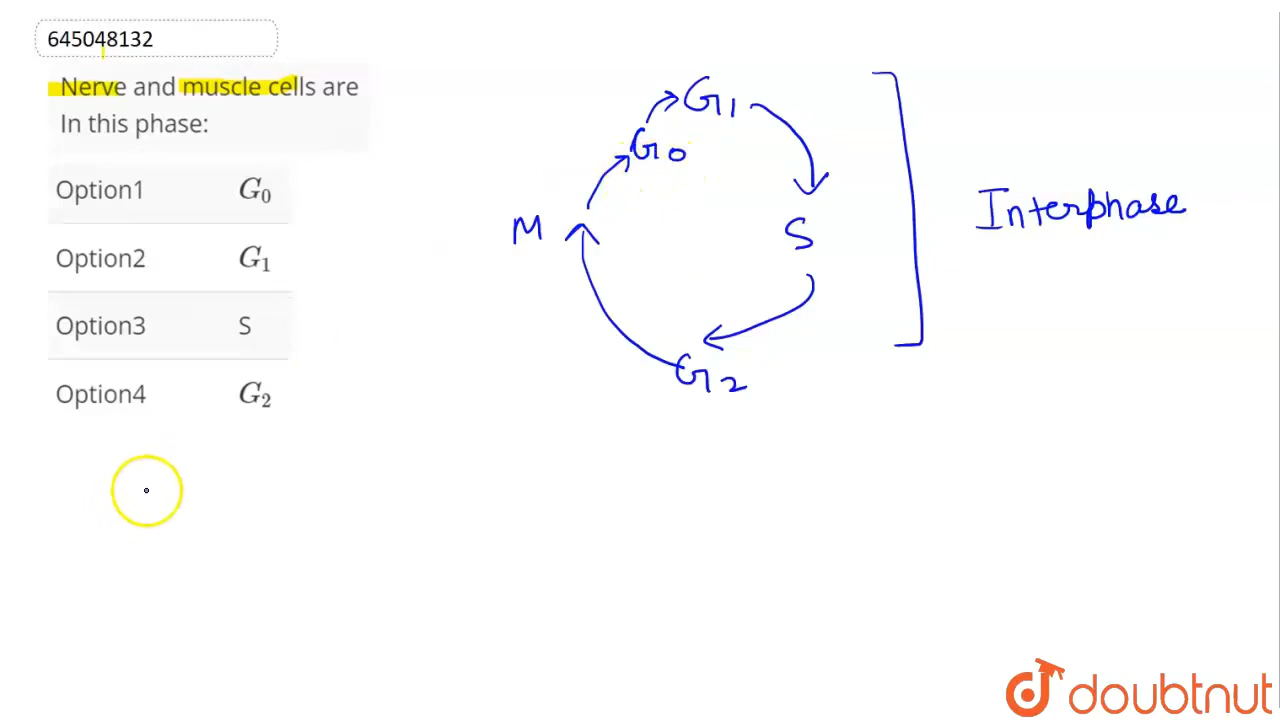 645048132
Nerve and muscle cells are
In this phase:
Option1 G₀
Option2 G₁
Option3 S
Option4 G₂
G₁
G₀
M
S
G₂
Interphase
doubtnut